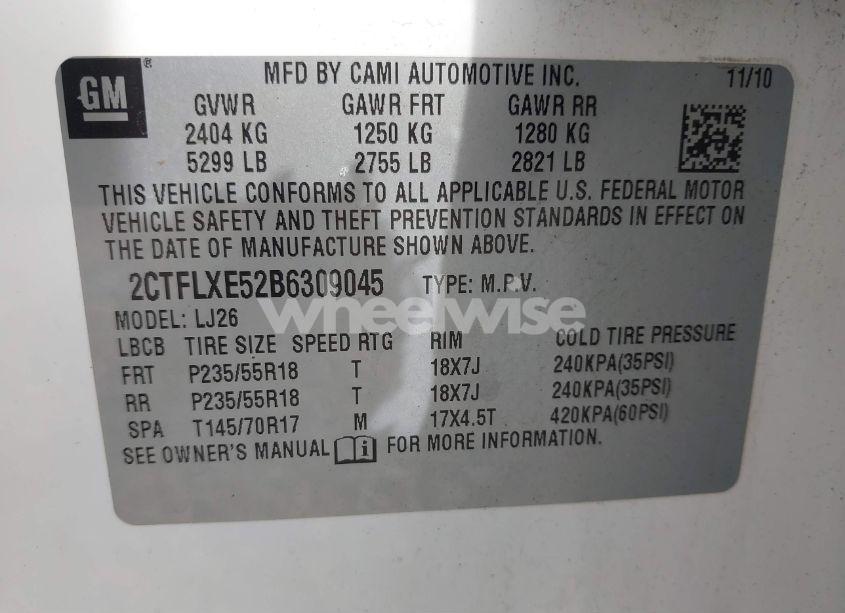 GM ®
MFD BY CAMI AUTOMOTIVE INC. 11/10
GVWR GAWR FRT GAWR RR
2404 KG 1250 KG 1280 KG
5299 LB 2755 LB 2821 LB
THIS VEHICLE CONFORMS TO ALL APPLICABLE U.S. FEDERAL MOTOR
VEHICLE SAFETY AND THEFT PREVENTION STANDARDS IN EFFECT ON
THE DATE OF MANUFACTURE SHOWN ABOVE.
2CTFLXE52B6309045 TYPE: M.P.V.
wheelwise
MODEL: LJ26
LBCB TIRE SIZE SPEED RTG RIM COLD TIRE PRESSURE
FRT P235/55R18 T 18X7J 240KPA(35PSI)
RR P235/55R18 T 18X7J 240KPA(35PSI)
SPA T145/70R17 M 17X4.5T 420KPA(60PSI)
SEE OWNER'S MANUAL i FOR MORE INFORMATION.